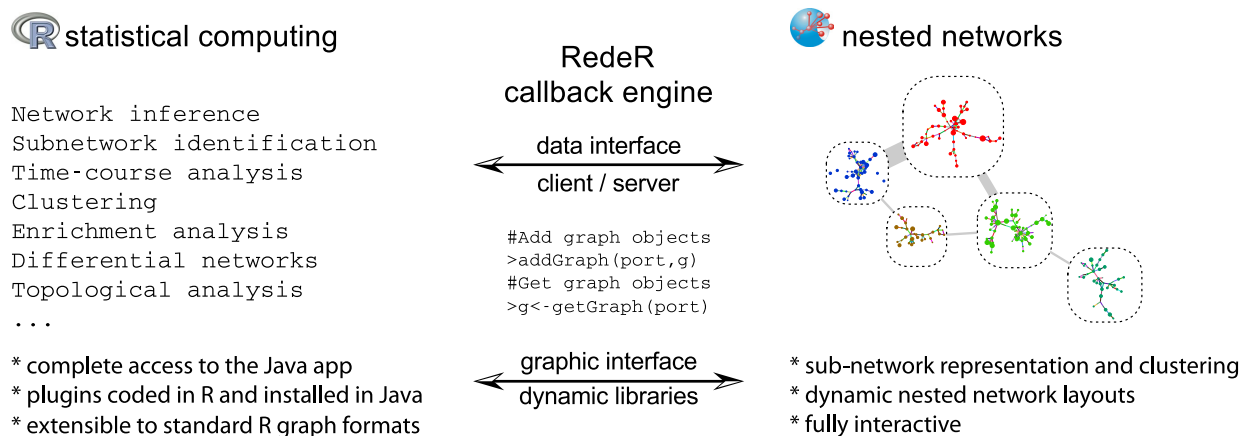 R statistical computing
Network inference
Subnetwork identification
Time-course analysis
Clustering
Enrichment analysis
Differential networks
Topological analysis
...
* complete access to the Java app
* plugins coded in R and installed in Java
* extensible to standard R graph formats
RedeR
callback engine
data interface
client / server
#Add graph objects
>addGraph(port,g)
#Get graph objects
>g<-getGraph(port)
graphic interface
dynamic libraries
nested networks
* sub-network representation and clustering
* dynamic nested network layouts
* fully interactive